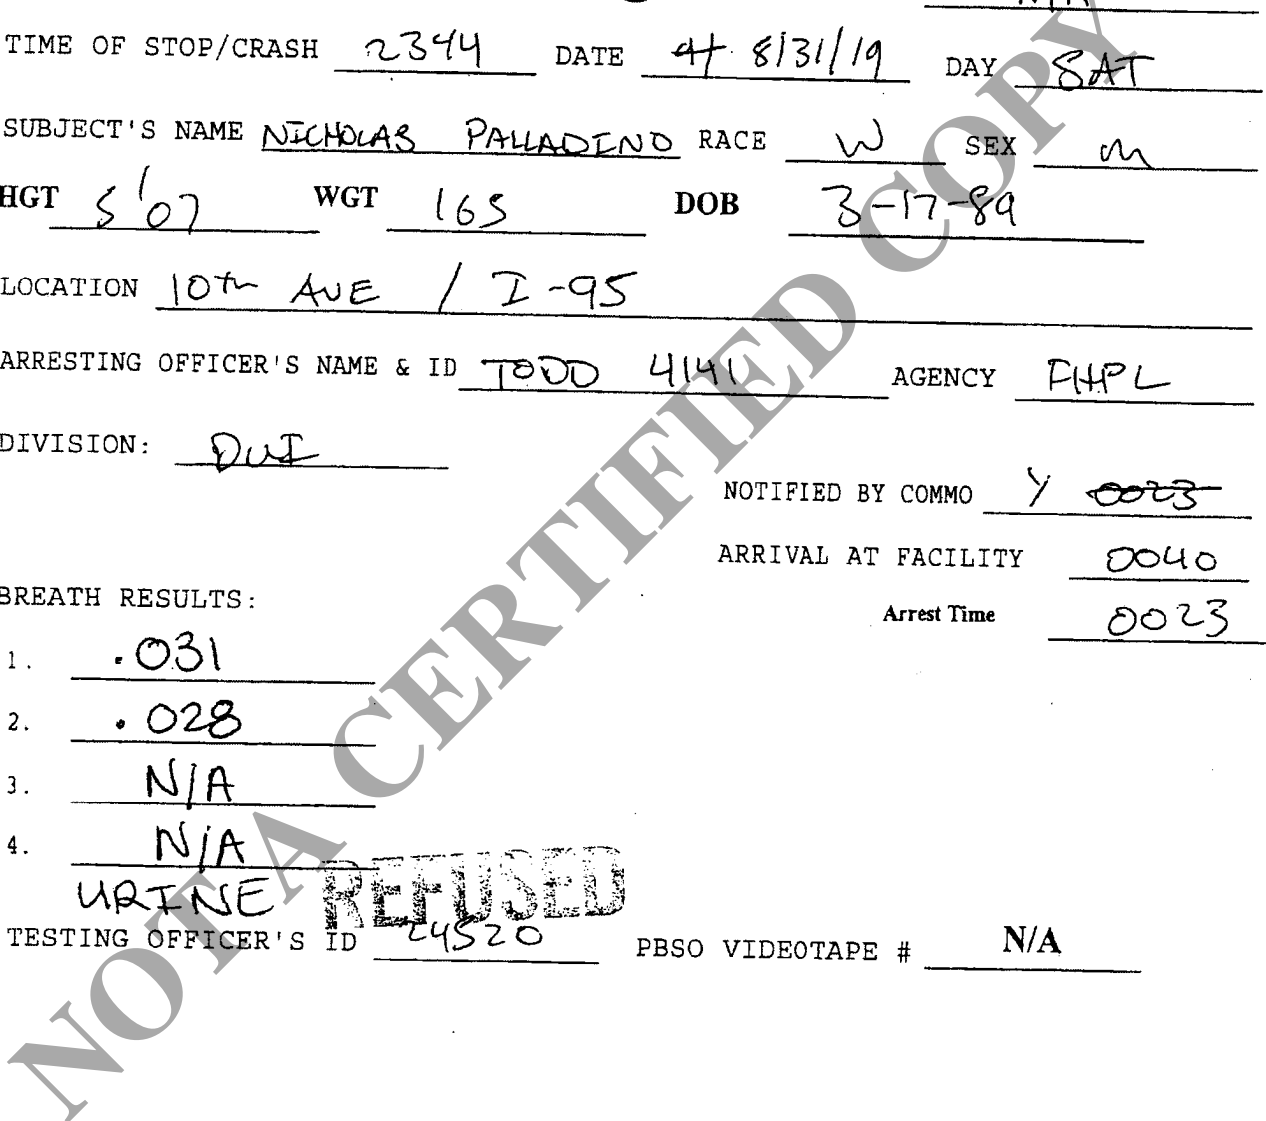 N/A
TIME OF STOP/CRASH 2344 DATE 8/31/19 DAY SAT
SUBJECT'S NAME NICHOLAS PALLADINO RACE W SEX M
HGT 5'07 WGT 165 DOB 3-17-89
LOCATION 10th AVE / I-95
ARRESTING OFFICER'S NAME & ID TODD 4141 AGENCY FHPL
DIVISION: DUI
NOTIFIED BY COMMO Y 0023
ARRIVAL AT FACILITY 0040
Arrest Time 0023
BREATH RESULTS:
1. .031
2. .028
3. N/A
4. N/A
URINE REFUSED
TESTING OFFICER'S ID 24520 PBSO VIDEOTAPE # N/A
NOT A CERTIFIED COPY